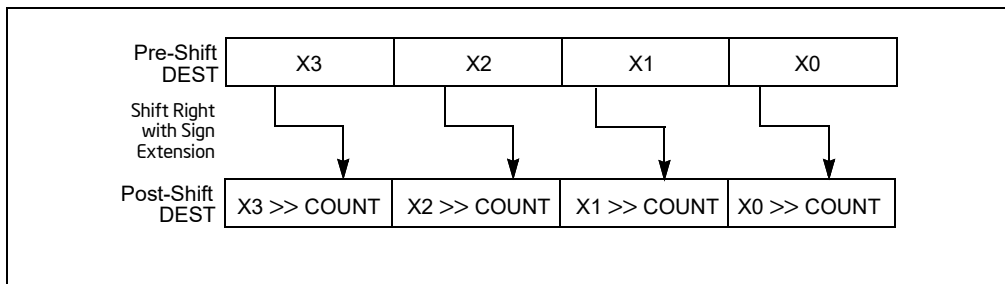 Pre-Shift
DEST
X3 X2 X1 X0
Shift Right
with Sign
Extension
Post-Shift
DEST
X3 >> COUNT X2 >> COUNT X1 >> COUNT X0 >> COUNT